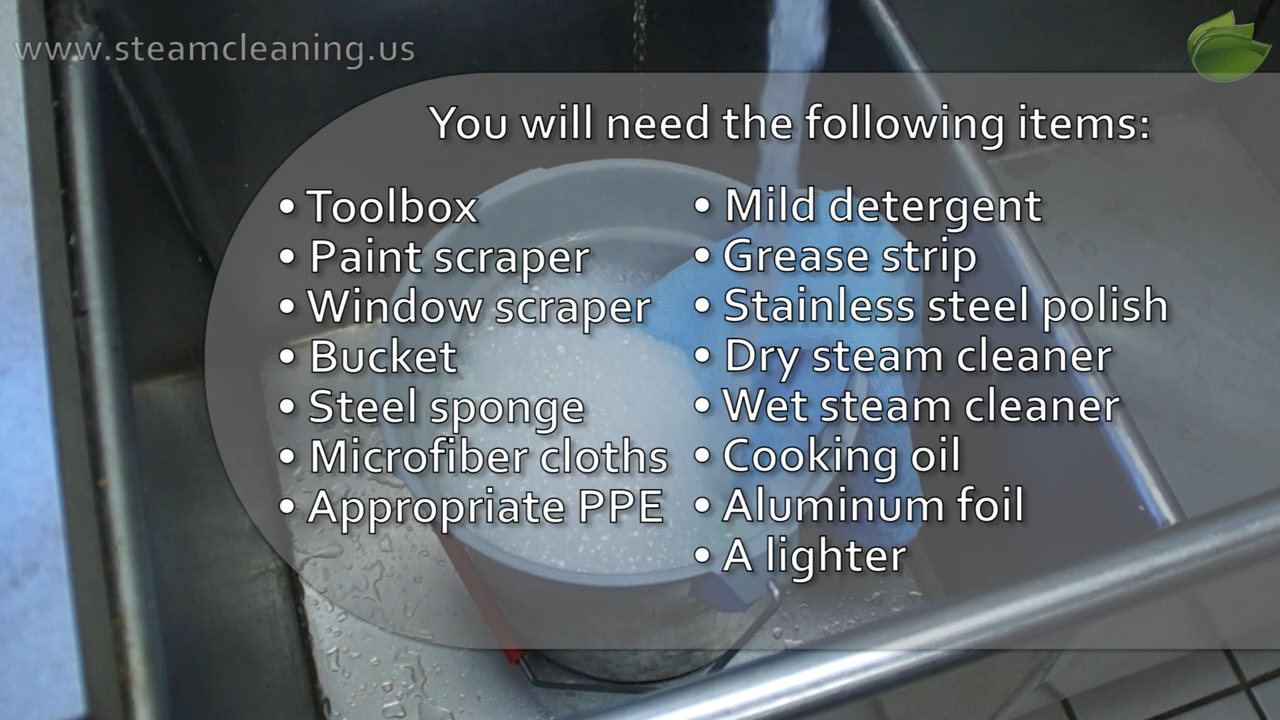 www.steamcleaning.us
You will need the following items:
• Toolbox
• Paint scraper
• Window scraper
• Bucket
• Steel sponge
• Microfiber cloths
• Appropriate PPE
• Mild detergent
• Grease strip
• Stainless steel polish
• Dry steam cleaner
• Wet steam cleaner
• Cooking oil
• Aluminum foil
• A lighter